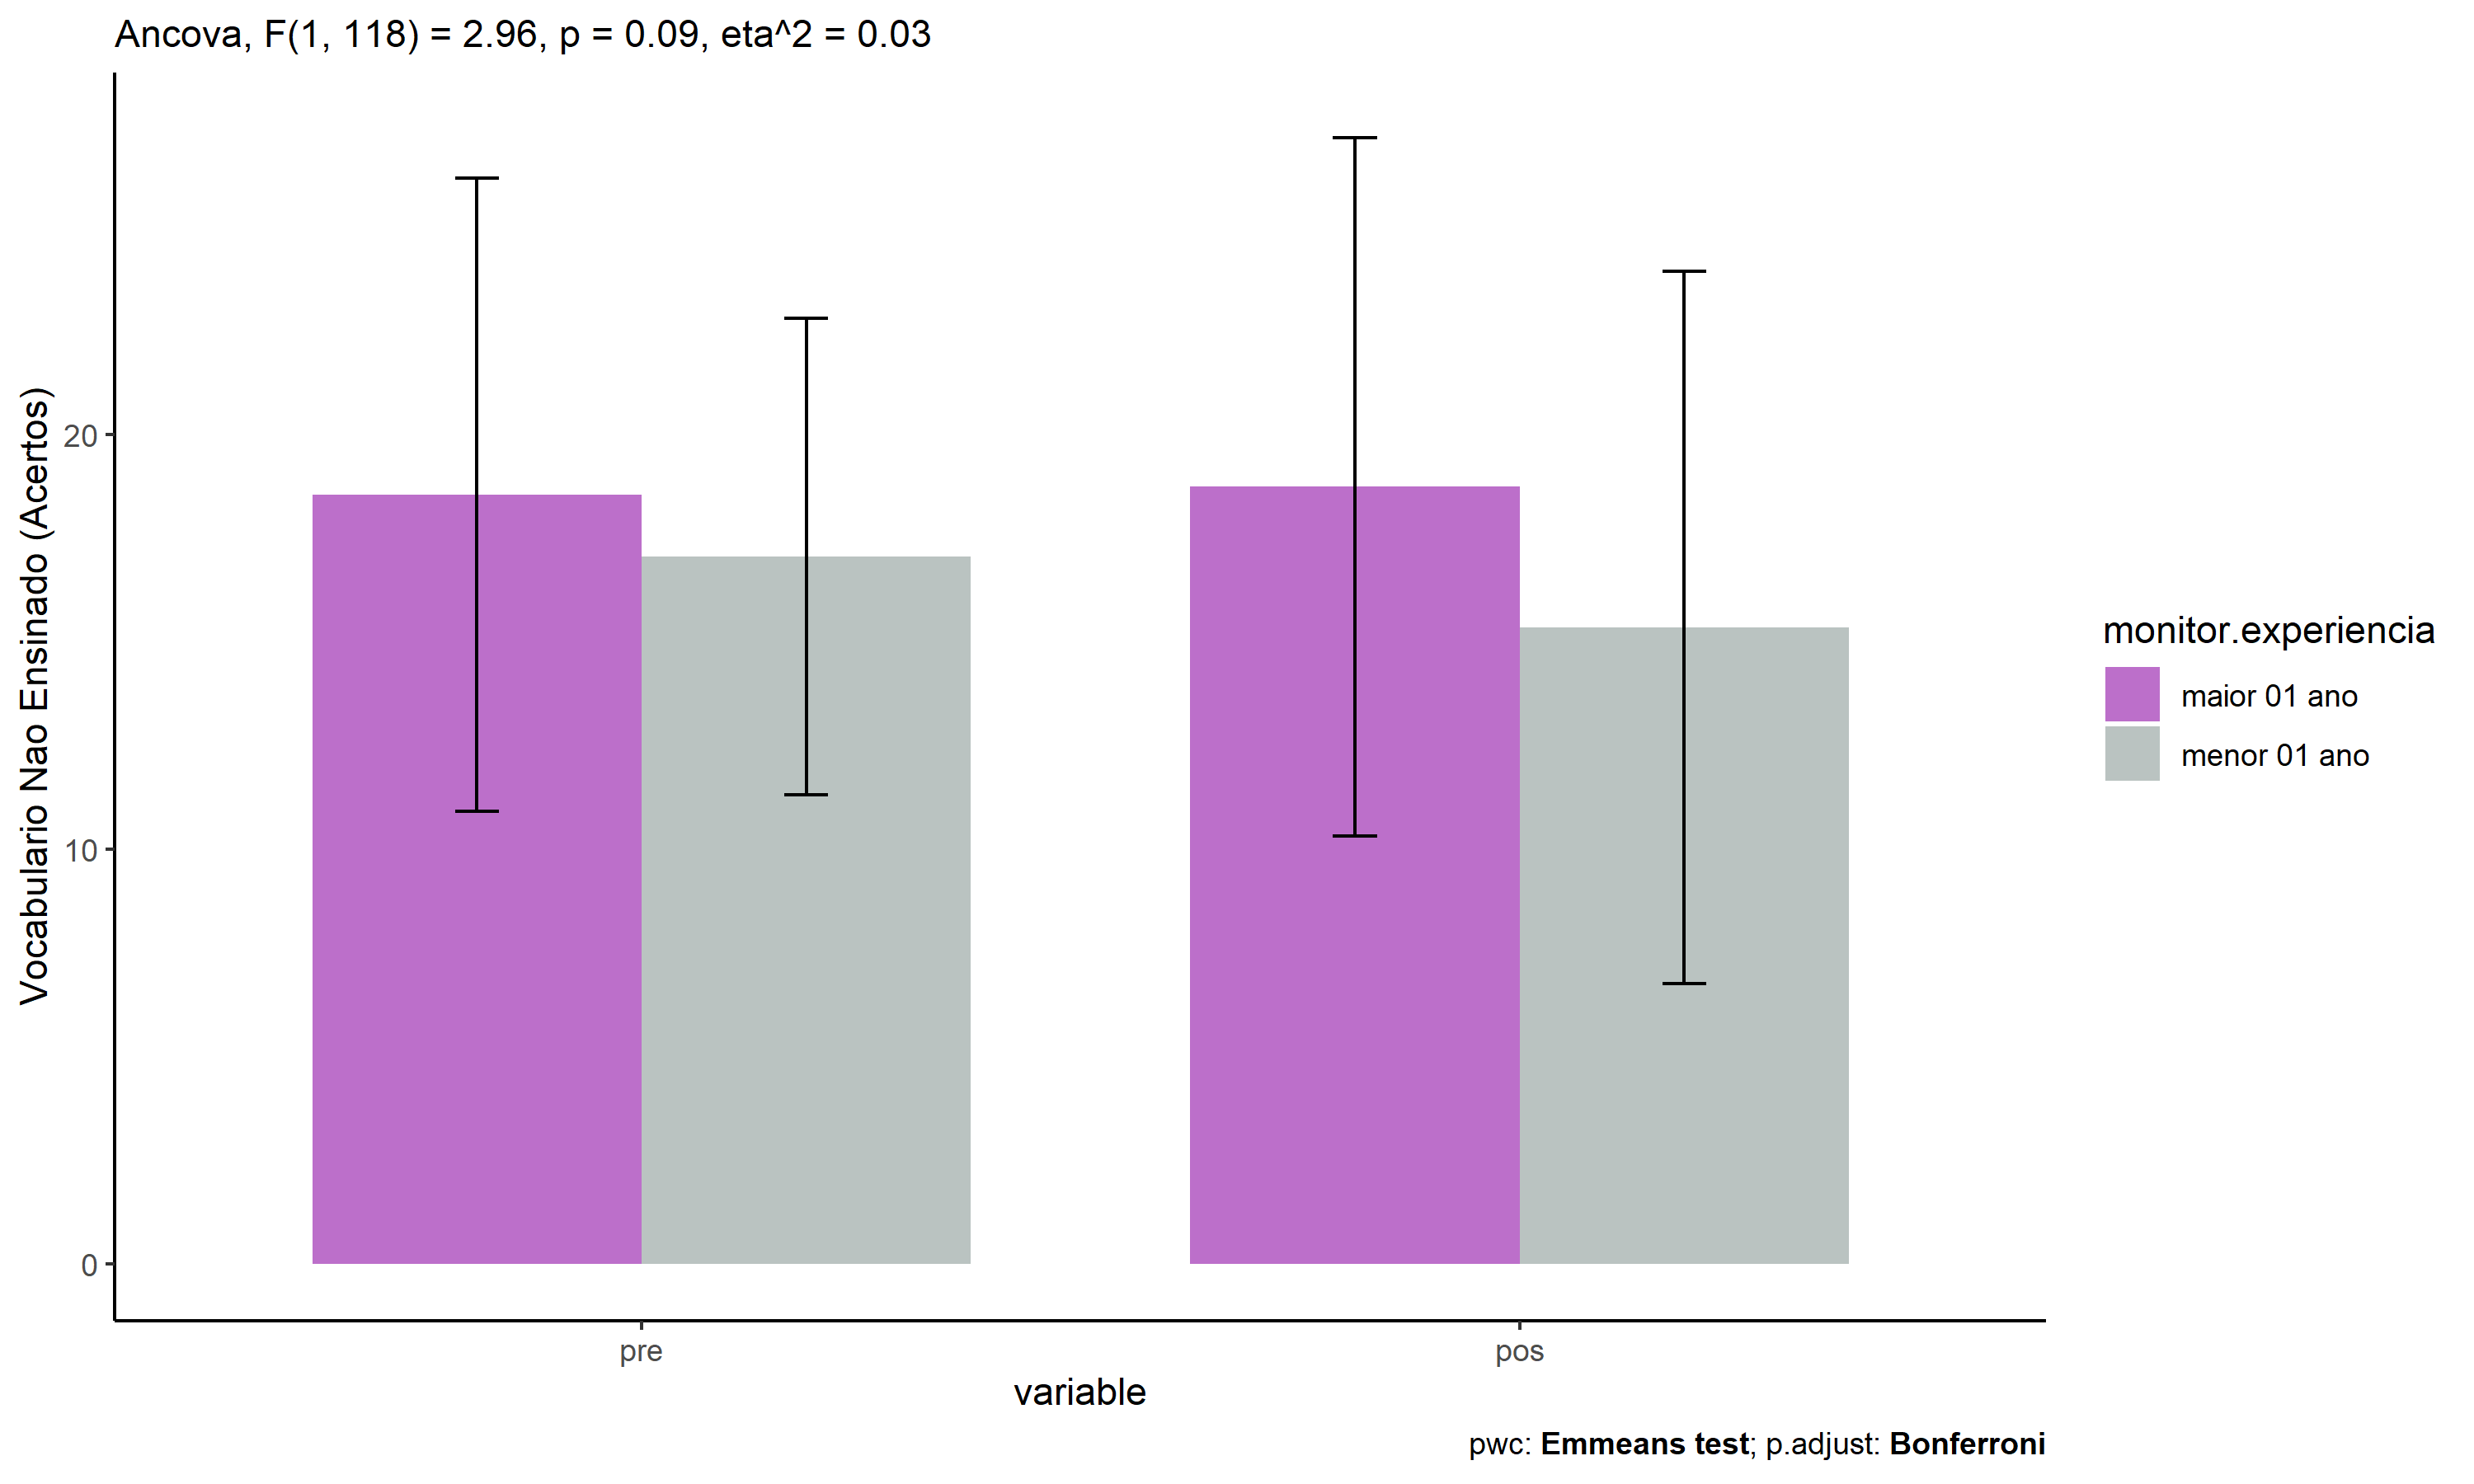 Ancova, F(1, 118) = 2.96, p = 0.09, eta^2 = 0.03
Vocabulario Nao Ensinado (Acertos)
20
10
0
pre
pos
variable
monitor.experiencia
maior 01 ano
menor 01 ano
pwc: Emmeans test; p.adjust: Bonferroni